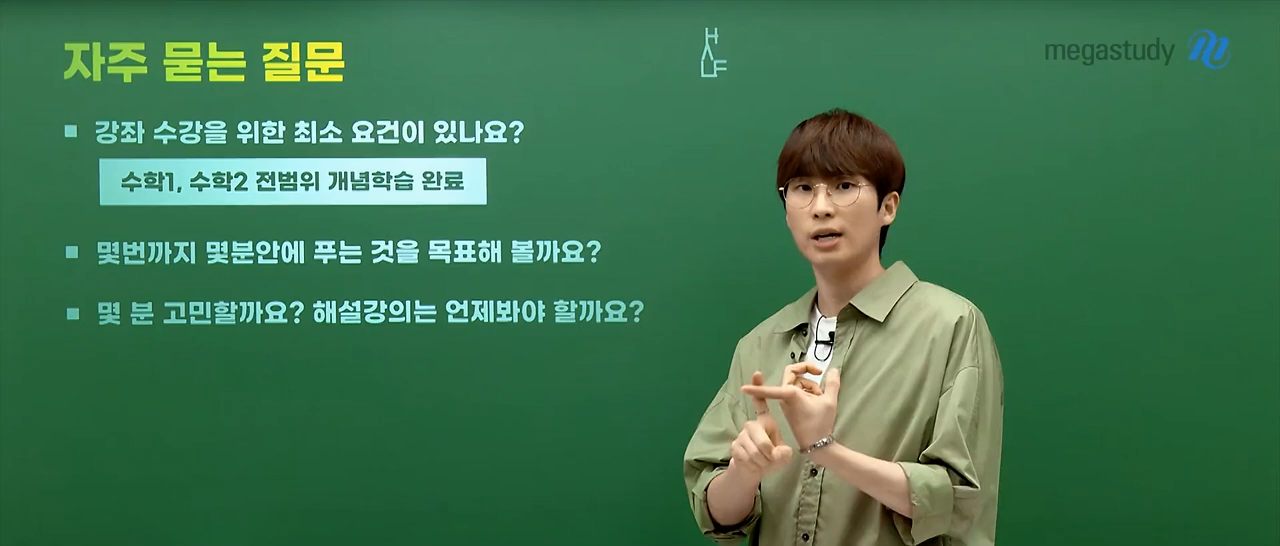 자주 묻는 질문
H
A
LF
megastudy
강좌 수강을 위한 최소 요건이 있나요?
수학1, 수학2 전범위 개념학습 완료
몇번까지 몇분안에 푸는 것을 목표해 볼까요?
몇 분 고민할까요? 해설강의는 언제봐야 할까요?